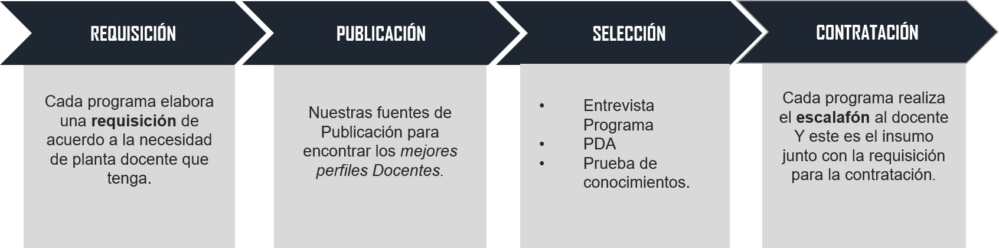 REQUISICIÓN
Cada programa elabora
una requisición de
acuerdo a la necesidad
de planta docente que
tenga.
PUBLICACIÓN
Nuestras fuentes de
Publicación para
encontrar los mejores
perfiles Docentes.
SELECCIÓN
• Entrevista
Programa
• PDA
• Prueba de
conocimientos.
CONTRATACIÓN
Cada programa realiza
el escalafón al docente
Y este es el insumo
junto con la requisición
para la contratación.